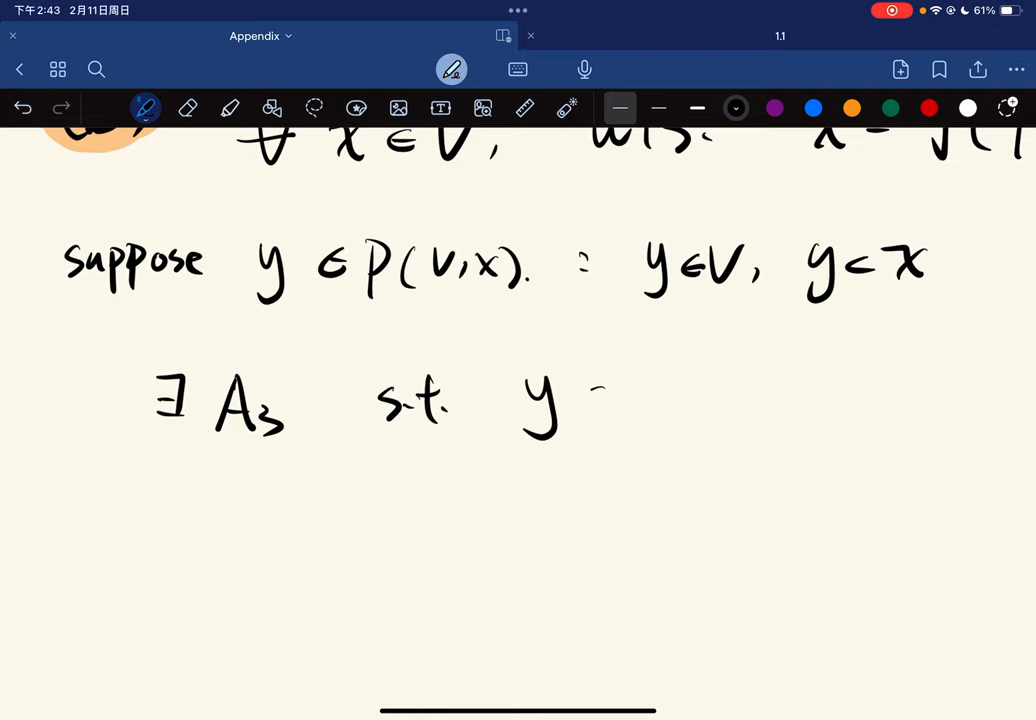 下午2:43 2月11日周日 61%
Appendix 1.1
∀ x ∈ V, x =
suppose y ∈ P(V,x). : y∈V, y<x
∃ A₃ s.t. y